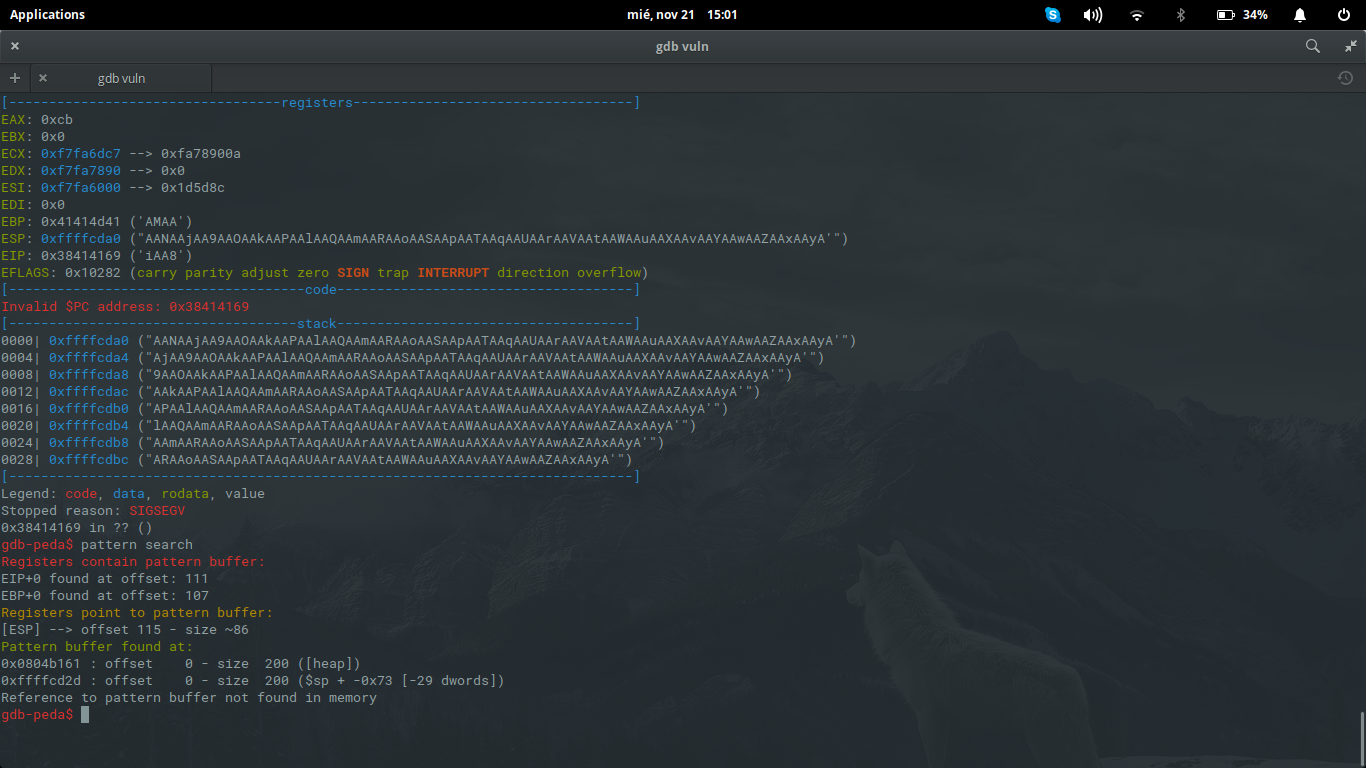 Applications
mié, nov 21 15:01
34%
gdb vuln
gdb vuln
[----------------------------------registers-----------------------------------]
EAX: 0xcb
EBX: 0x0
ECX: 0xf7fa6dc7 --> 0xfa78900a
EDX: 0xf7fa7890 --> 0x0
ESI: 0xf7fa6000 --> 0x1d5d8c
EDI: 0x0
EBP: 0x41414d41 ('AMAA')
ESP: 0xffffcda0 ("AANAAjAA9AAOAAkAAPAAlAAQAAmAARAAoAASAApAATAAqAAUAArAAVAAtAAWAAuAAXAAvAAYAAwAAZAAxAAyA'")
EIP: 0x38414169 ('iAA8')
EFLAGS: 0x10282 (carry parity adjust zero SIGN trap INTERRUPT direction overflow)
[-------------------------------------code-------------------------------------]
Invalid $PC address: 0x38414169
[------------------------------------stack-------------------------------------]
0000| 0xffffcda0 ("AANAAjAA9AAOAAkAAPAAlAAQAAmAARAAoAASAApAATAAqAAUAArAAVAAtAAWAAuAAXAAvAAYAAwAAZAAxAAyA'")
0004| 0xffffcda4 ("AjAA9AAOAAkAAPAAlAAQAAmAARAAoAASAApAATAAqAAUAArAAVAAtAAWAAuAAXAAvAAYAAwAAZAAxAAyA'")
0008| 0xffffcda8 ("9AAOAAkAAPAAlAAQAAmAARAAoAASAApAATAAqAAUAArAAVAAtAAWAAuAAXAAvAAYAAwAAZAAxAAyA'")
0012| 0xffffcdac ("AAkAAPAAlAAQAAmAARAAoAASAApAATAAqAAUAArAAVAAtAAWAAuAAXAAvAAYAAwAAZAAxAAyA'")
0016| 0xffffcdb0 ("APAAlAAQAAmAARAAoAASAApAATAAqAAUAArAAVAAtAAWAAuAAXAAvAAYAAwAAZAAxAAyA'")
0020| 0xffffcdb4 ("lAAQAAmAARAAoAASAApAATAAqAAUAArAAVAAtAAWAAuAAXAAvAAYAAwAAZAAxAAyA'")
0024| 0xffffcdb8 ("AAmAARAAoAASAApAATAAqAAUAArAAVAAtAAWAAuAAXAAvAAYAAwAAZAAxAAyA'")
0028| 0xffffcdbc ("ARAAoAASAApAATAAqAAUAArAAVAAtAAWAAuAAXAAvAAYAAwAAZAAxAAyA'")
[------------------------------------------------------------------------------]
Legend: code, data, rodata, value
Stopped reason: SIGSEGV
0x38414169 in ?? ()
gdb-peda$ pattern search
Registers contain pattern buffer:
EIP+0 found at offset: 111
EBP+0 found at offset: 107
Registers point to pattern buffer:
[ESP] --> offset 115 - size ~86
Pattern buffer found at:
0x0804b161 : offset    0 - size  200 ([heap])
0xffffcd2d : offset    0 - size  200 ($sp + -0x73 [-29 dwords])
Reference to pattern buffer not found in memory
gdb-peda$